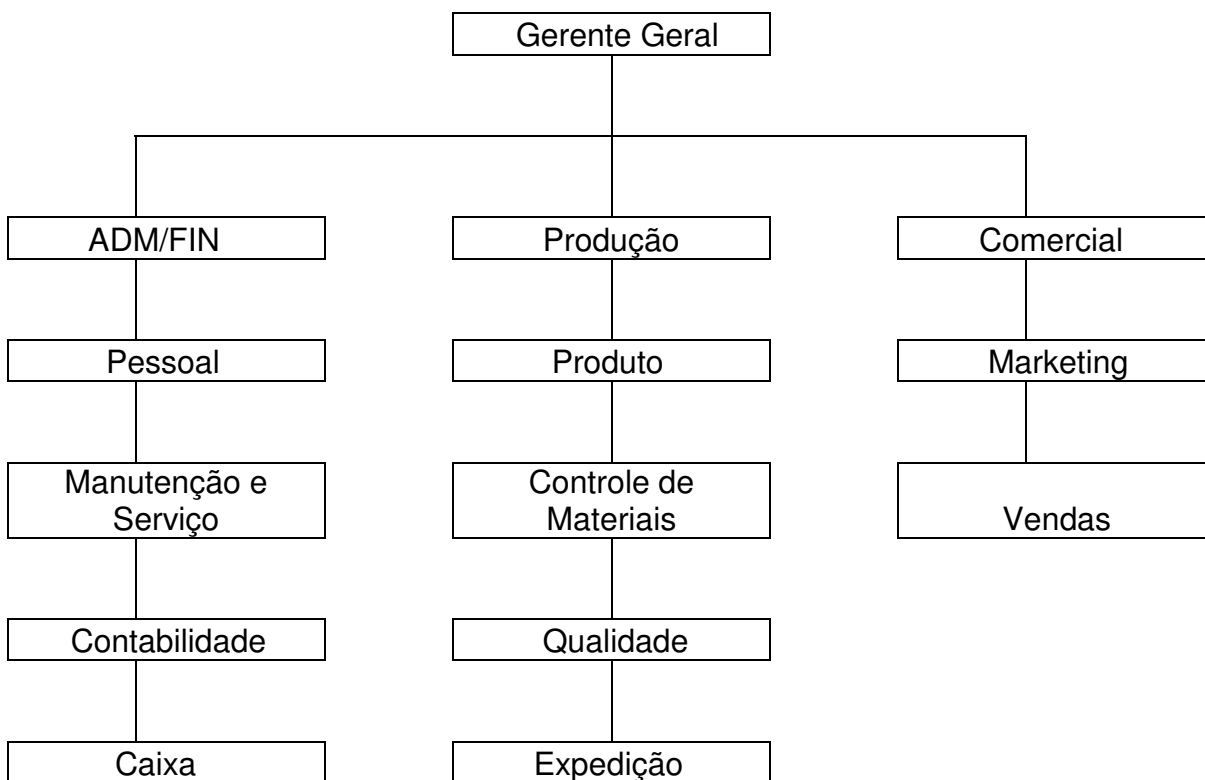 Gerente Geral
ADM/FIN
Produção
Comercial
Pessoal
Produto
Marketing
Manutenção e
Serviço
Controle de
Materiais
Vendas
Contabilidade
Qualidade
Caixa
Expedição